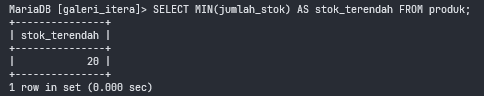 MariaDB [galeri_itera]> SELECT MIN(jumlah_stok) AS stok_terendah FROM produk;
+---------------+
| stok_terendah |
+---------------+
|            20 |
+---------------+
1 row in set (0.000 sec)